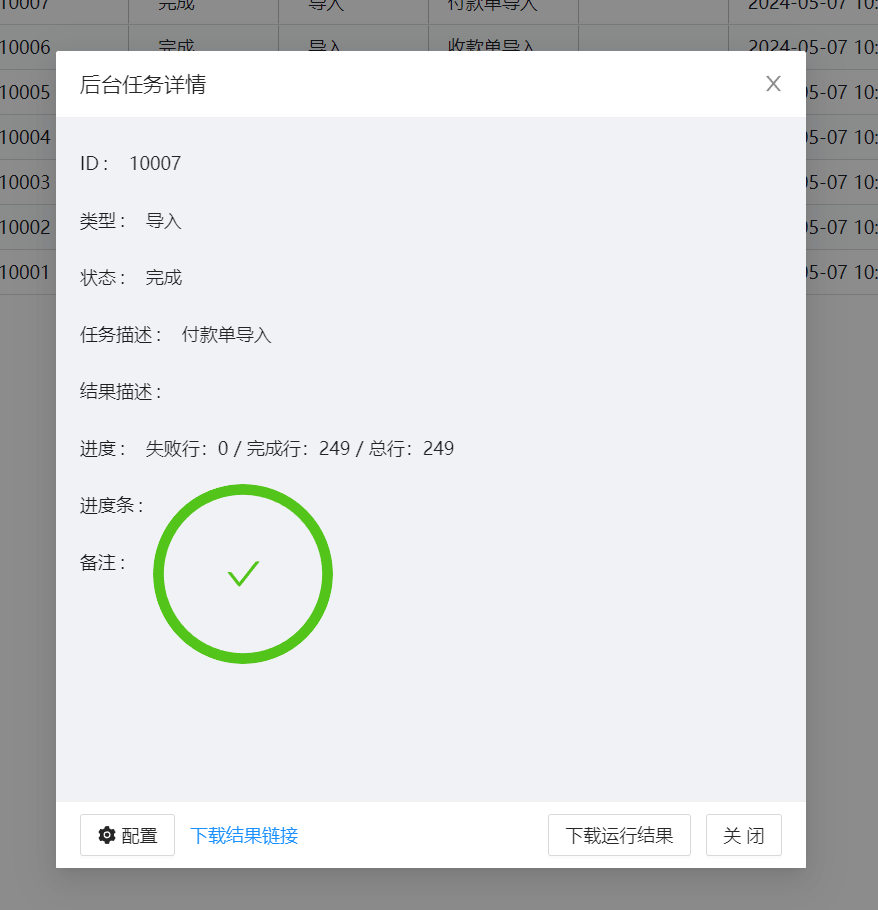 10007 完成 导入 付款单导入 2024-05-07 10:
10006 完成 导入 收款单导入 2024-05-07 10:
后台任务详情
10005 05-07 10:
10004 05-07 10:
ID： 10007
10003 05-07 10:
类型： 导入
10002 05-07 10:
10001 05-07 10:
状态： 完成
任务描述： 付款单导入
结果描述：
进度： 失败行：0 / 完成行：249 / 总行：249
进度条：
备注：
配置 下载结果链接 下载运行结果 关 闭